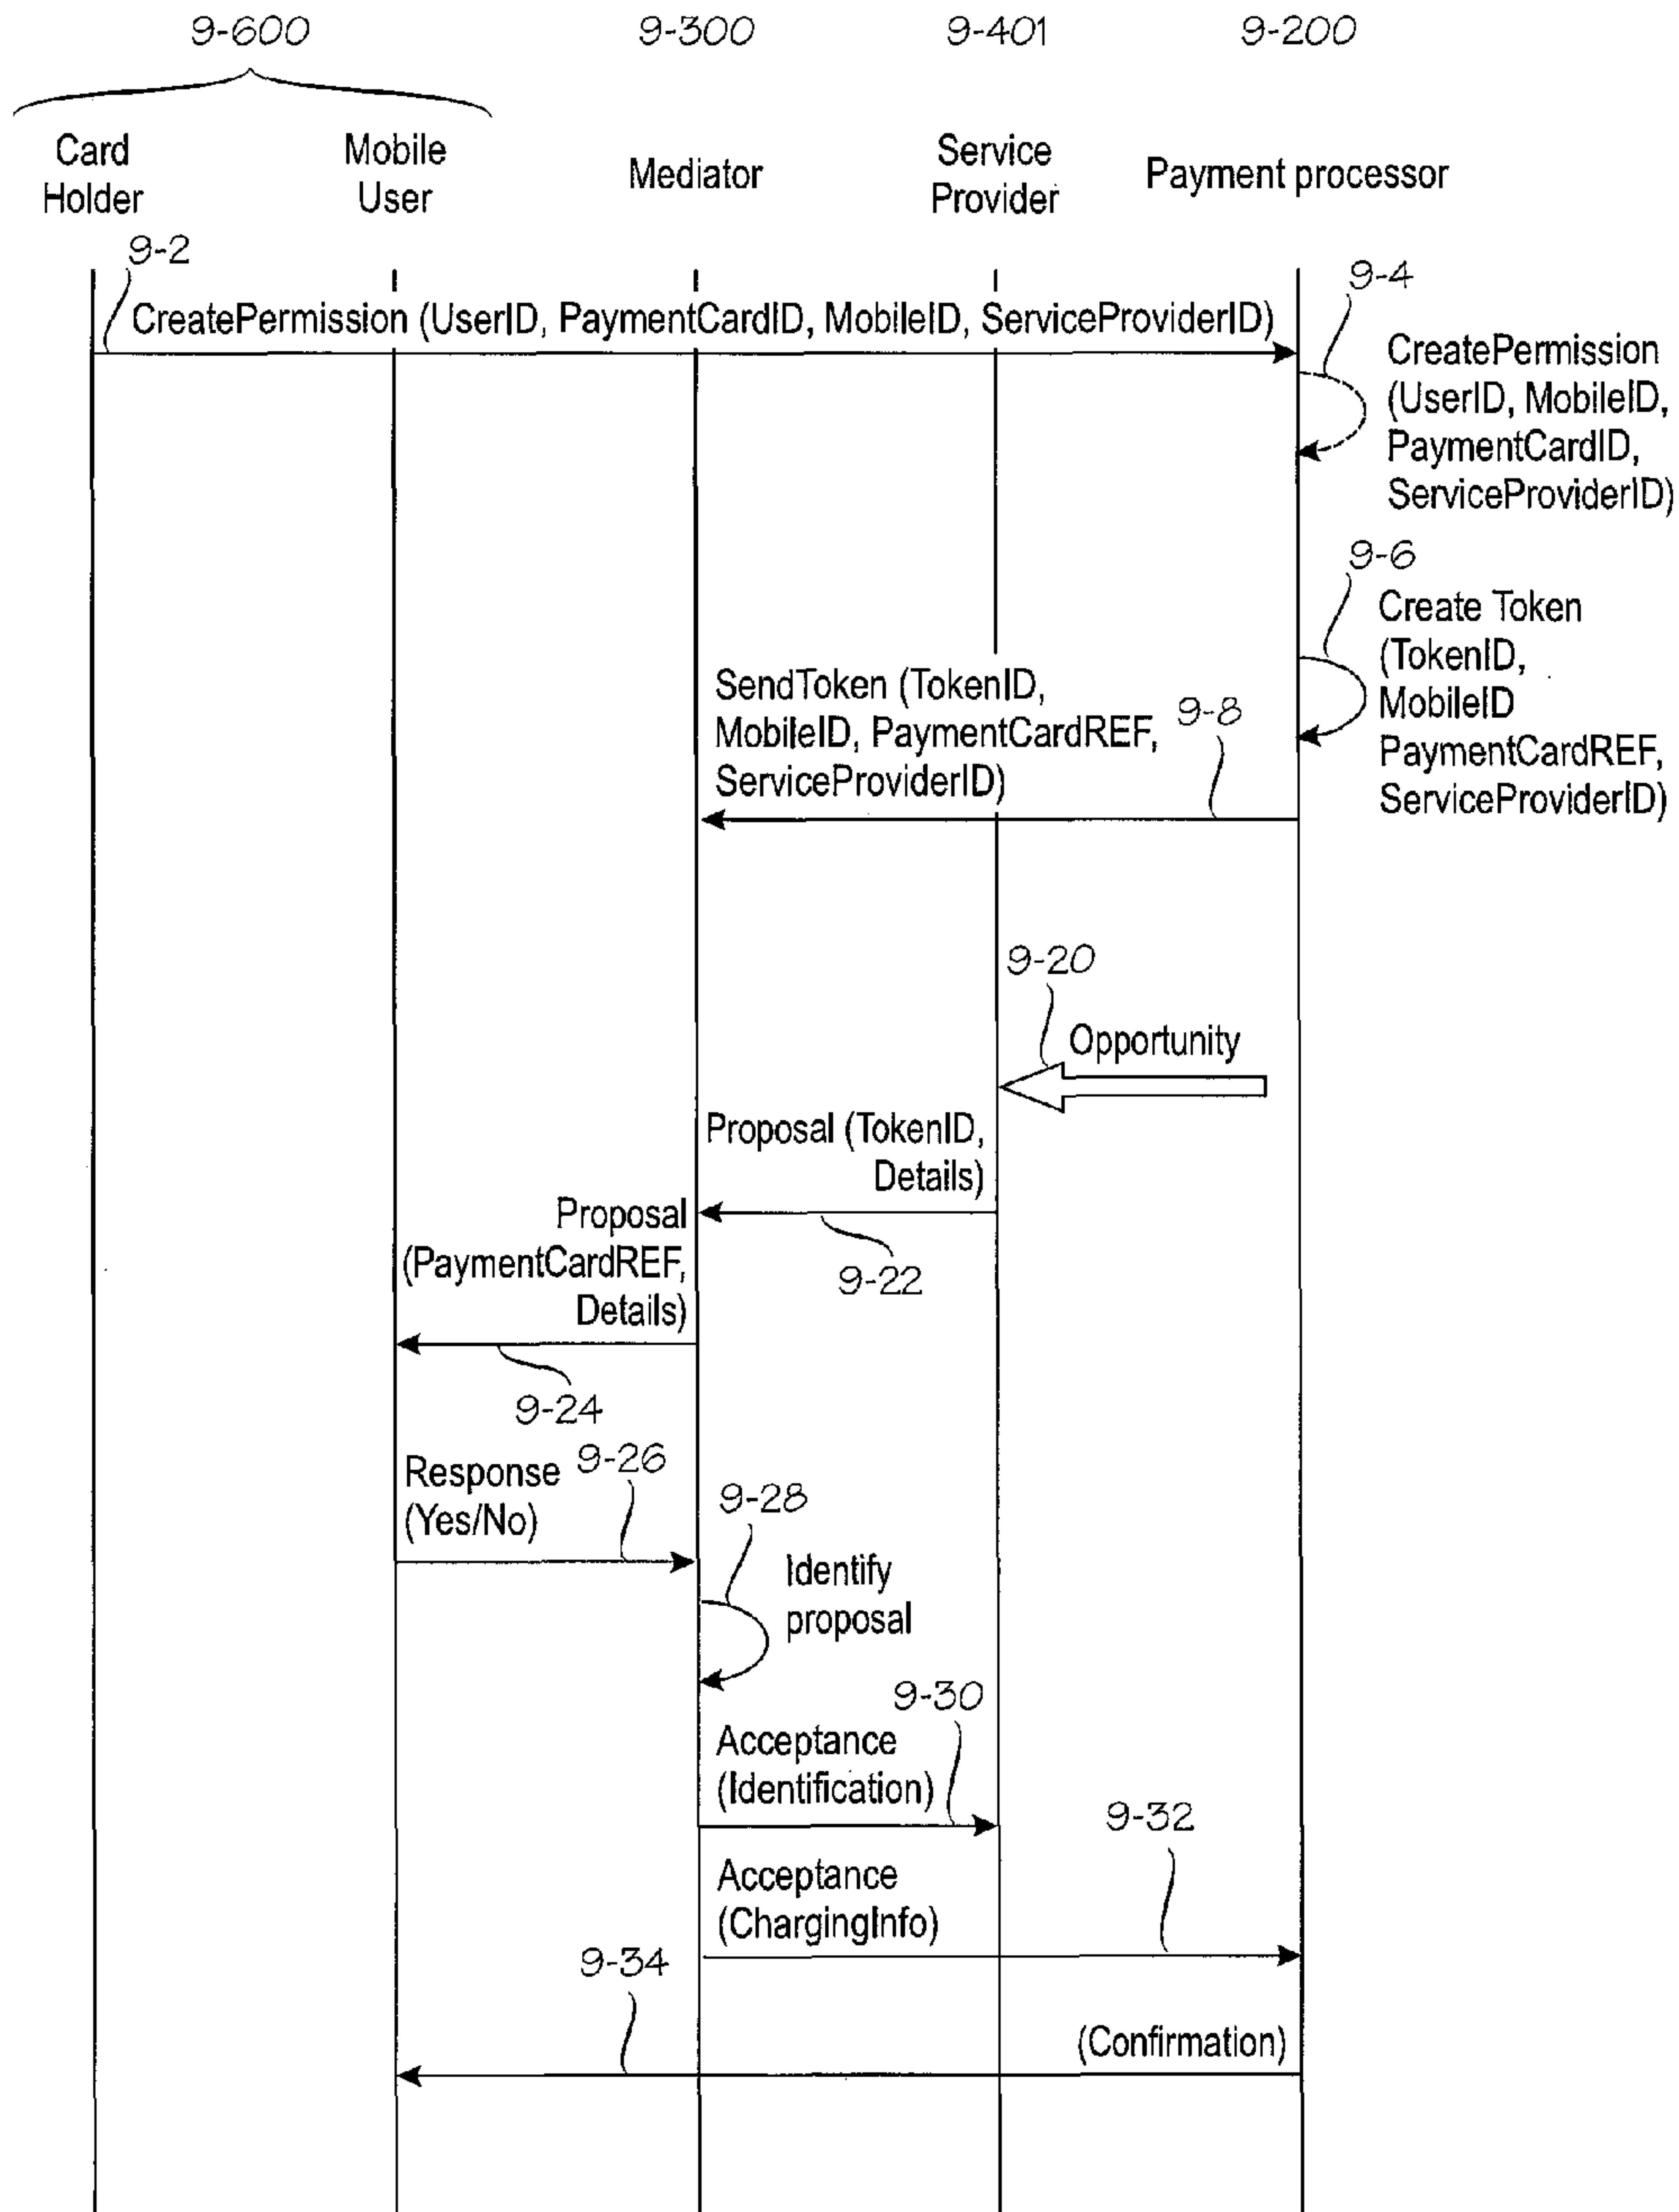 9-600
9-300
9-401
9-200
Card
Holder
Mobile
User
Mediator
Service
Provider
Payment processor
9-2
CreatePermission (UserID, PaymentCardID, MobileID, ServiceProviderID)
9-4
CreatePermission
(UserID, MobileID,
PaymentCardID,
ServiceProviderID)
9-6
Create Token
(TokenID,
MobileID
PaymentCardREF,
ServiceProviderID)
SendToken (TokenID,
MobileID, PaymentCardREF,
ServiceProviderID)
9-8
9-20
Opportunity
Proposal (TokenID,
Details)
9-22
Proposal
(PaymentCardREF,
Details)
9-24
Response
(Yes/No)
9-26
9-28
Identify
proposal
9-30
Acceptance
(Identification)
9-32
Acceptance
(ChargingInfo)
9-34
(Confirmation)